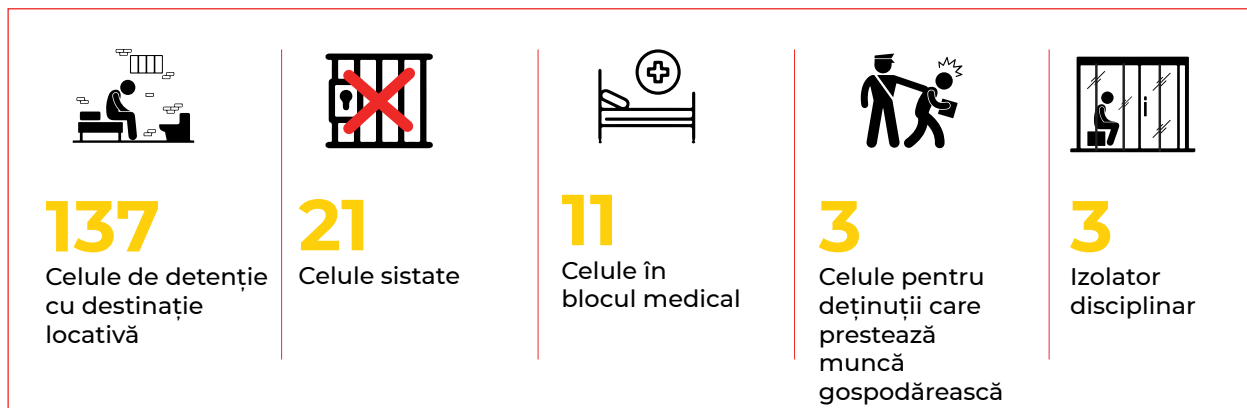 137
Celule de detenție
cu destinație
locativă
21
Celule sistate
11
Celule în
blocul medical
3
Celule pentru
deținuții care
prestează
muncă
gospodărească
3
Izolator
disciplinar